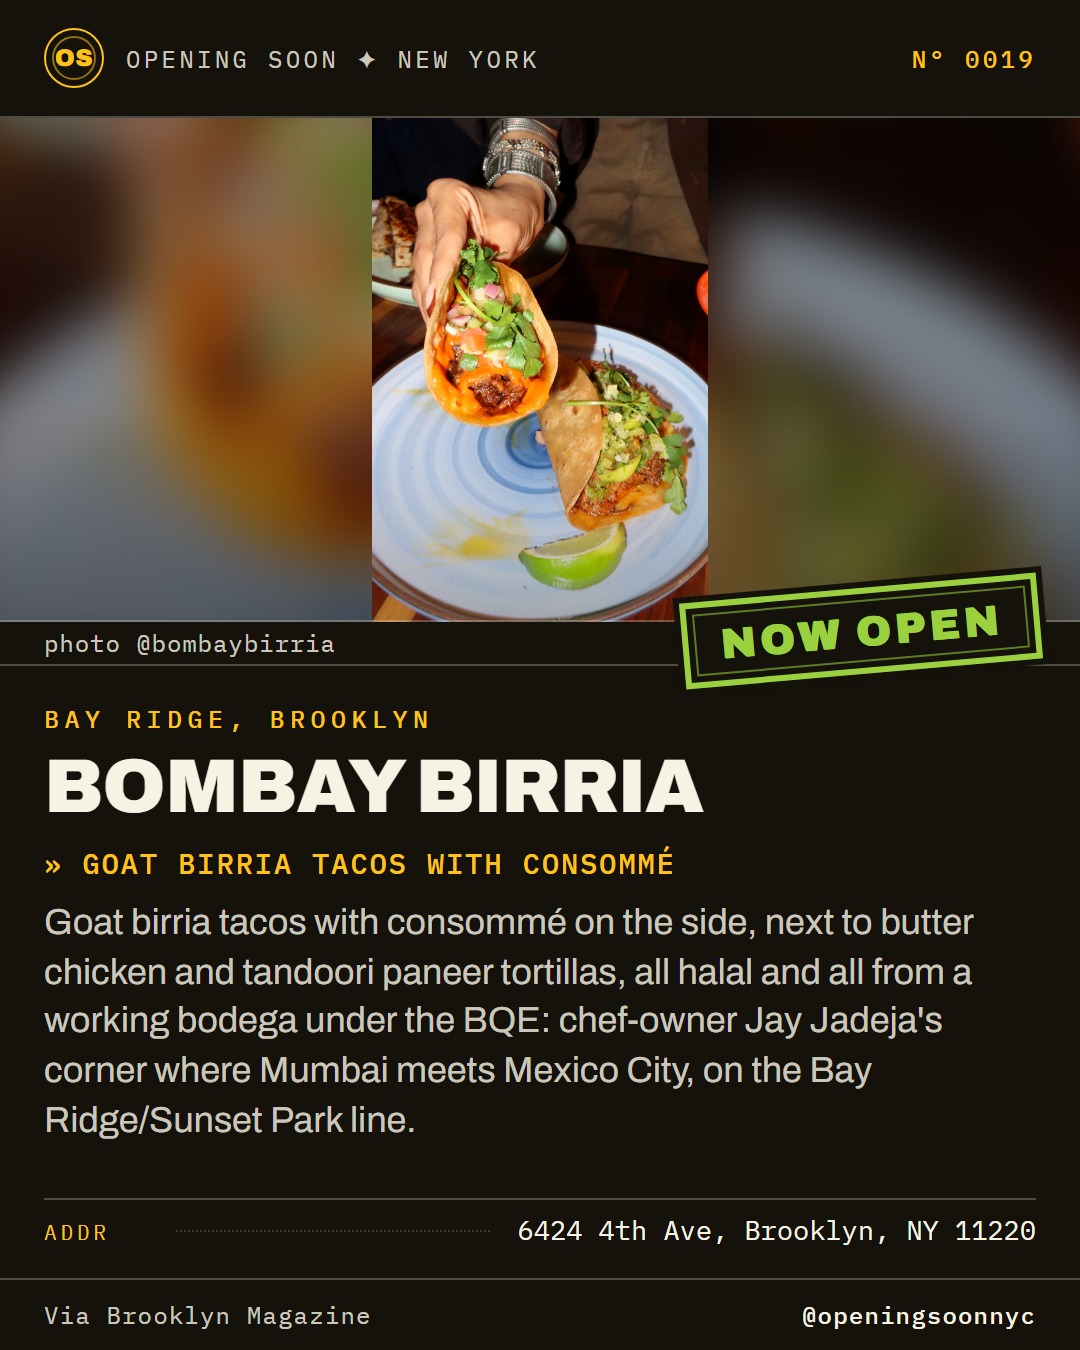 OS
OPENING SOON ✦ NEW YORK
N° 0019
photo @bombaybirria
NOW OPEN
BAY RIDGE, BROOKLYN
BOMBAY BIRRIA
» GOAT BIRRIA TACOS WITH CONSOMMÉ
Goat birria tacos with consommé on the side, next to butter
chicken and tandoori paneer tortillas, all halal and all from a
working bodega under the BQE: chef-owner Jay Jadeja's
corner where Mumbai meets Mexico City, on the Bay
Ridge/Sunset Park line.
ADDR 6424 4th Ave, Brooklyn, NY 11220
Via Brooklyn Magazine
@openingsoonnyc